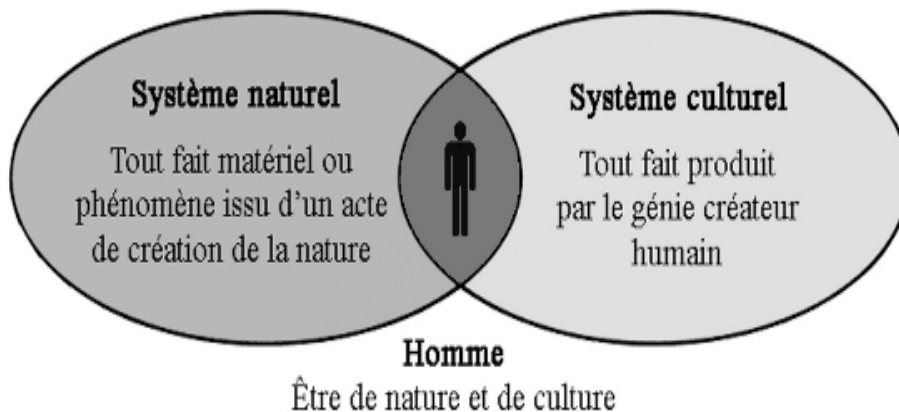 Système naturel
Tout fait matériel ou
phénomène issu d’un acte
de création de la nature
Système culturel
Tout fait produit
par le génie créateur
humain
Homme
Être de nature et de culture